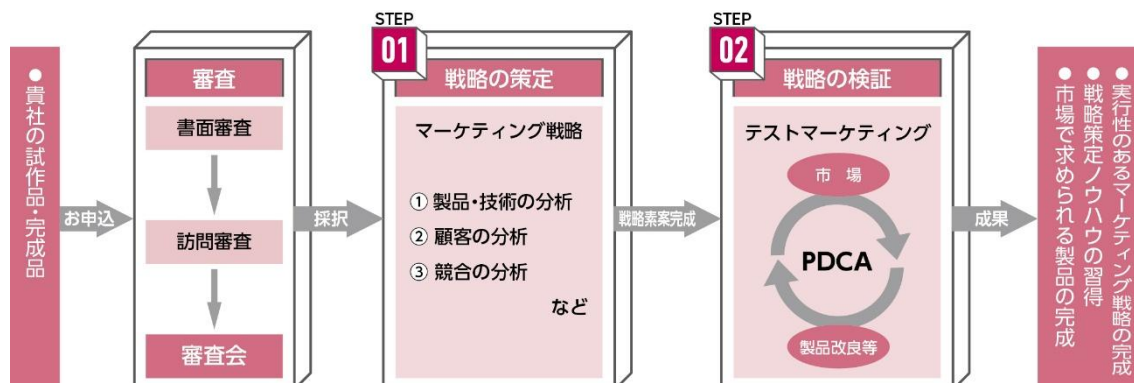 ●貴社の試作品・完成品
お申込
審査
書面審査
訪問審査
審査会
採択
STEP
01
戦略の策定
マーケティング戦略
① 製品・技術の分析
② 顧客の分析
③ 競合の分析
など
戦略素案完成
STEP
02
戦略の検証
テストマーケティング
市場
PDCA
製品改良等
成果
●実行性のあるマーケティング戦略の完成
●戦略策定ノウハウの習得
●市場で求められる製品の完成